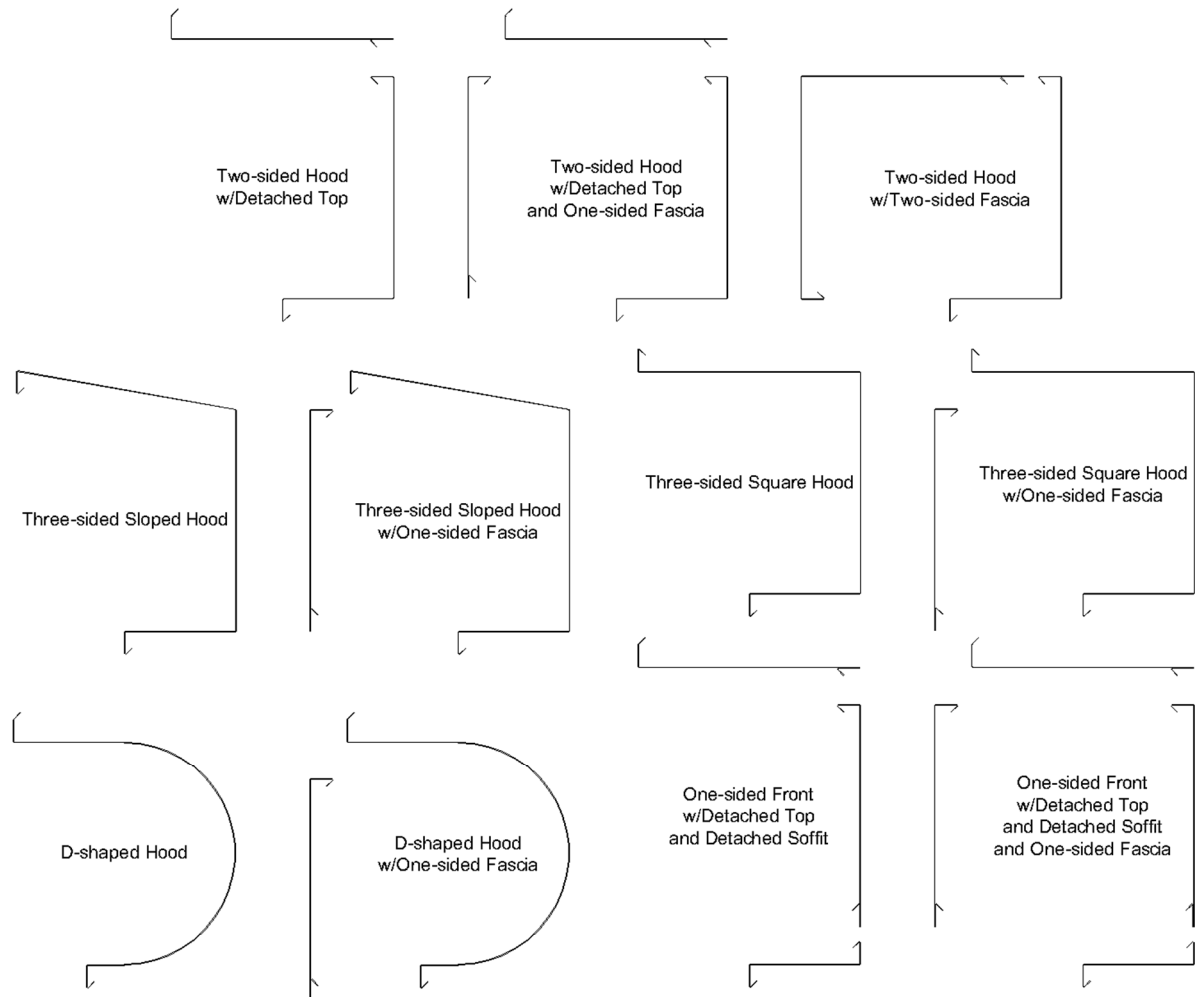 Two-sided Hood
w/Detached Top
Two-sided Hood
w/Detached Top
and One-sided Fascia
Two-sided Hood
w/Two-sided Fascia
Three-sided Sloped Hood
Three-sided Sloped Hood
w/One-sided Fascia
Three-sided Square Hood
Three-sided Square Hood
w/One-sided Fascia
D-shaped Hood
D-shaped Hood
w/One-sided Fascia
One-sided Front
w/Detached Top
and Detached Soffit
One-sided Front
w/Detached Top
and Detached Soffit
and One-sided Fascia